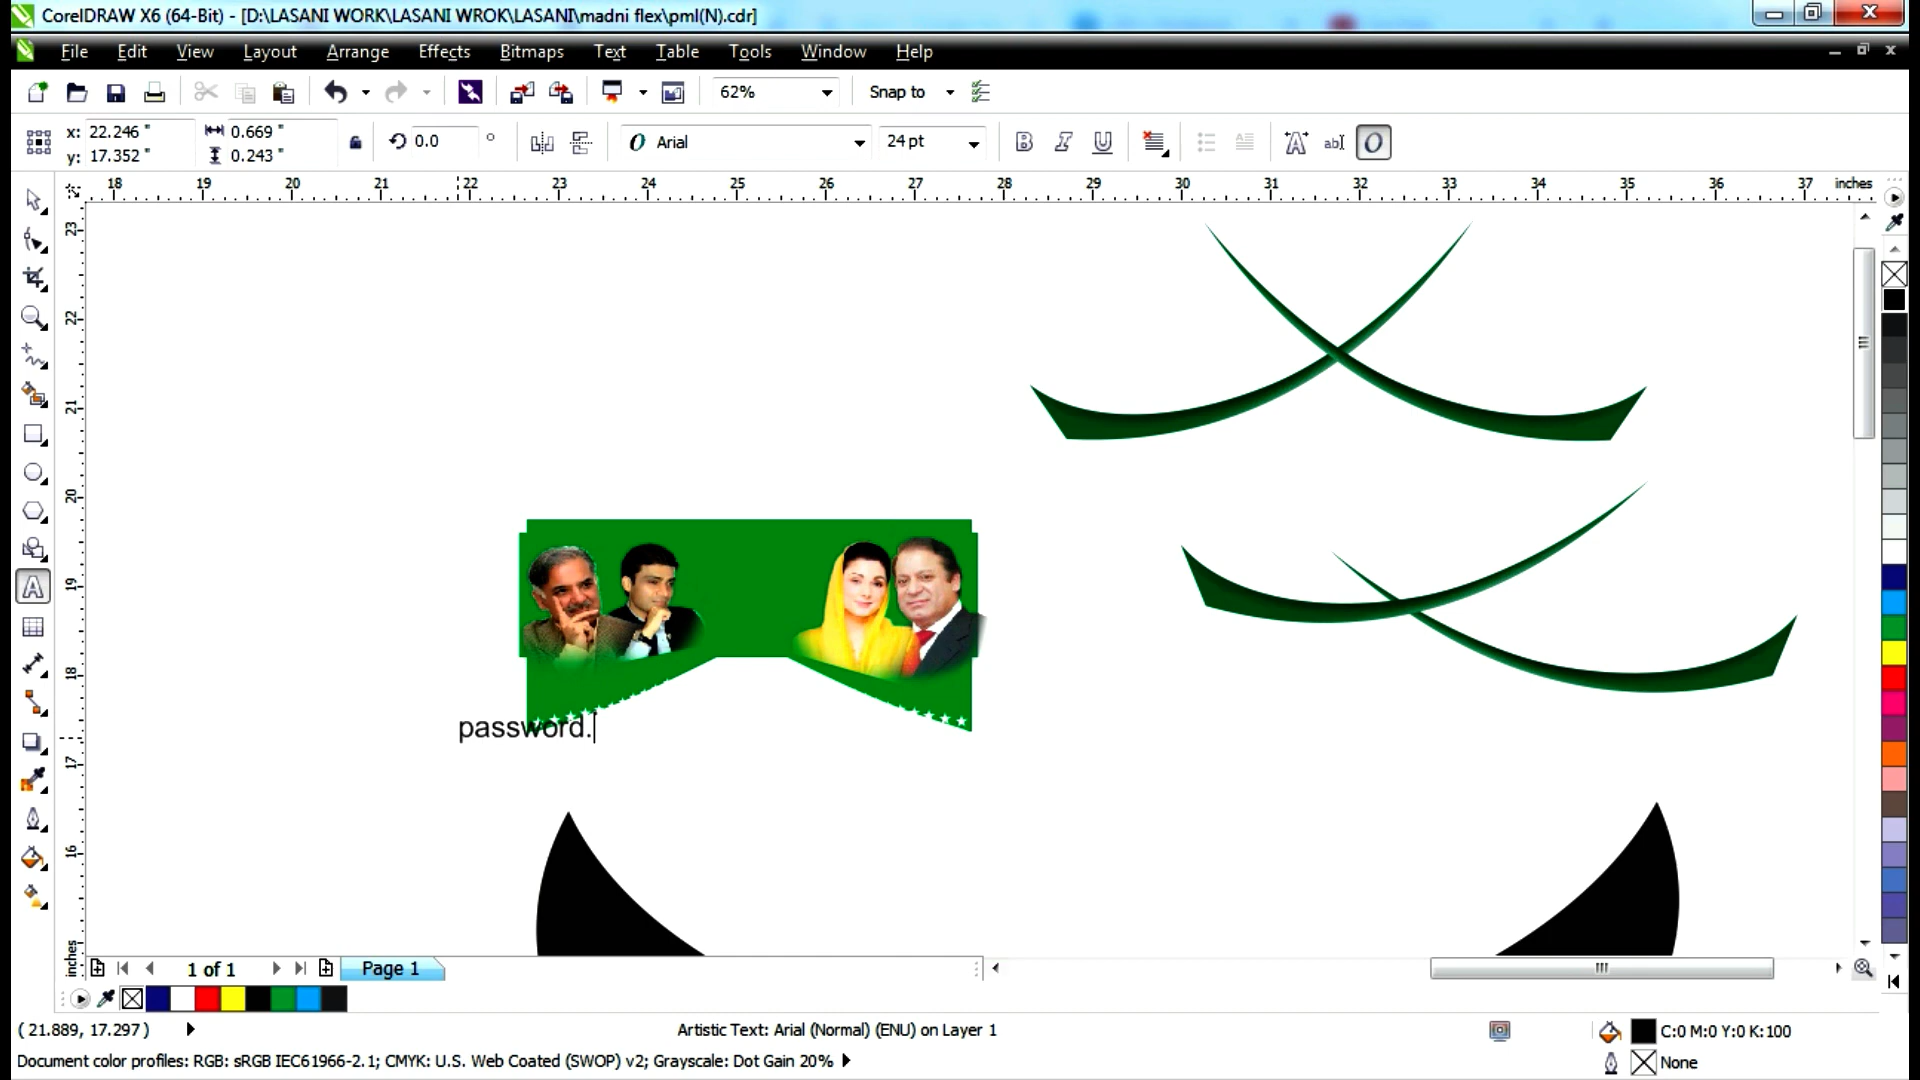 CorelDRAW X6 (64-Bit) - [D:\LASANI WORK\LASANI WROK\LASANI\madni flex\pml(N).cdr]
File Edit View Layout Arrange Effects Bitmaps Text Table Tools Window Help
62% Snap to
x: 22.246 " 0.669 " 0.0 ° Arial 24 pt
y: 17.352 " 0.243 "
18 19 20 21 22 23 24 25 26 27 28 29 30 31 32 33 34 35 36 37 inches
23
22
21
20
19
18
password.
17
16
inches
1 of 1 Page 1
( 21.889, 17.297 ) Artistic Text: Arial (Normal) (ENU) on Layer 1 C:0 M:0 Y:0 K:100
Document color profiles: RGB: sRGB IEC61966-2.1; CMYK: U.S. Web Coated (SWOP) v2; Grayscale: Dot Gain 20% None